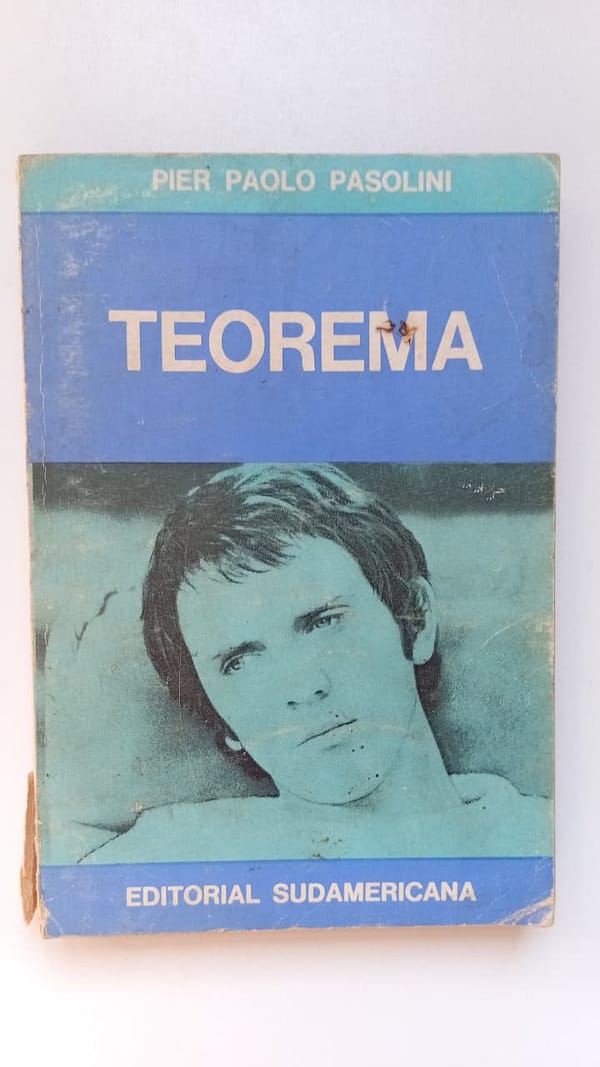 PIER PAOLO PASOLINI
TEOREMA
EDITORIAL SUDAMERICANA